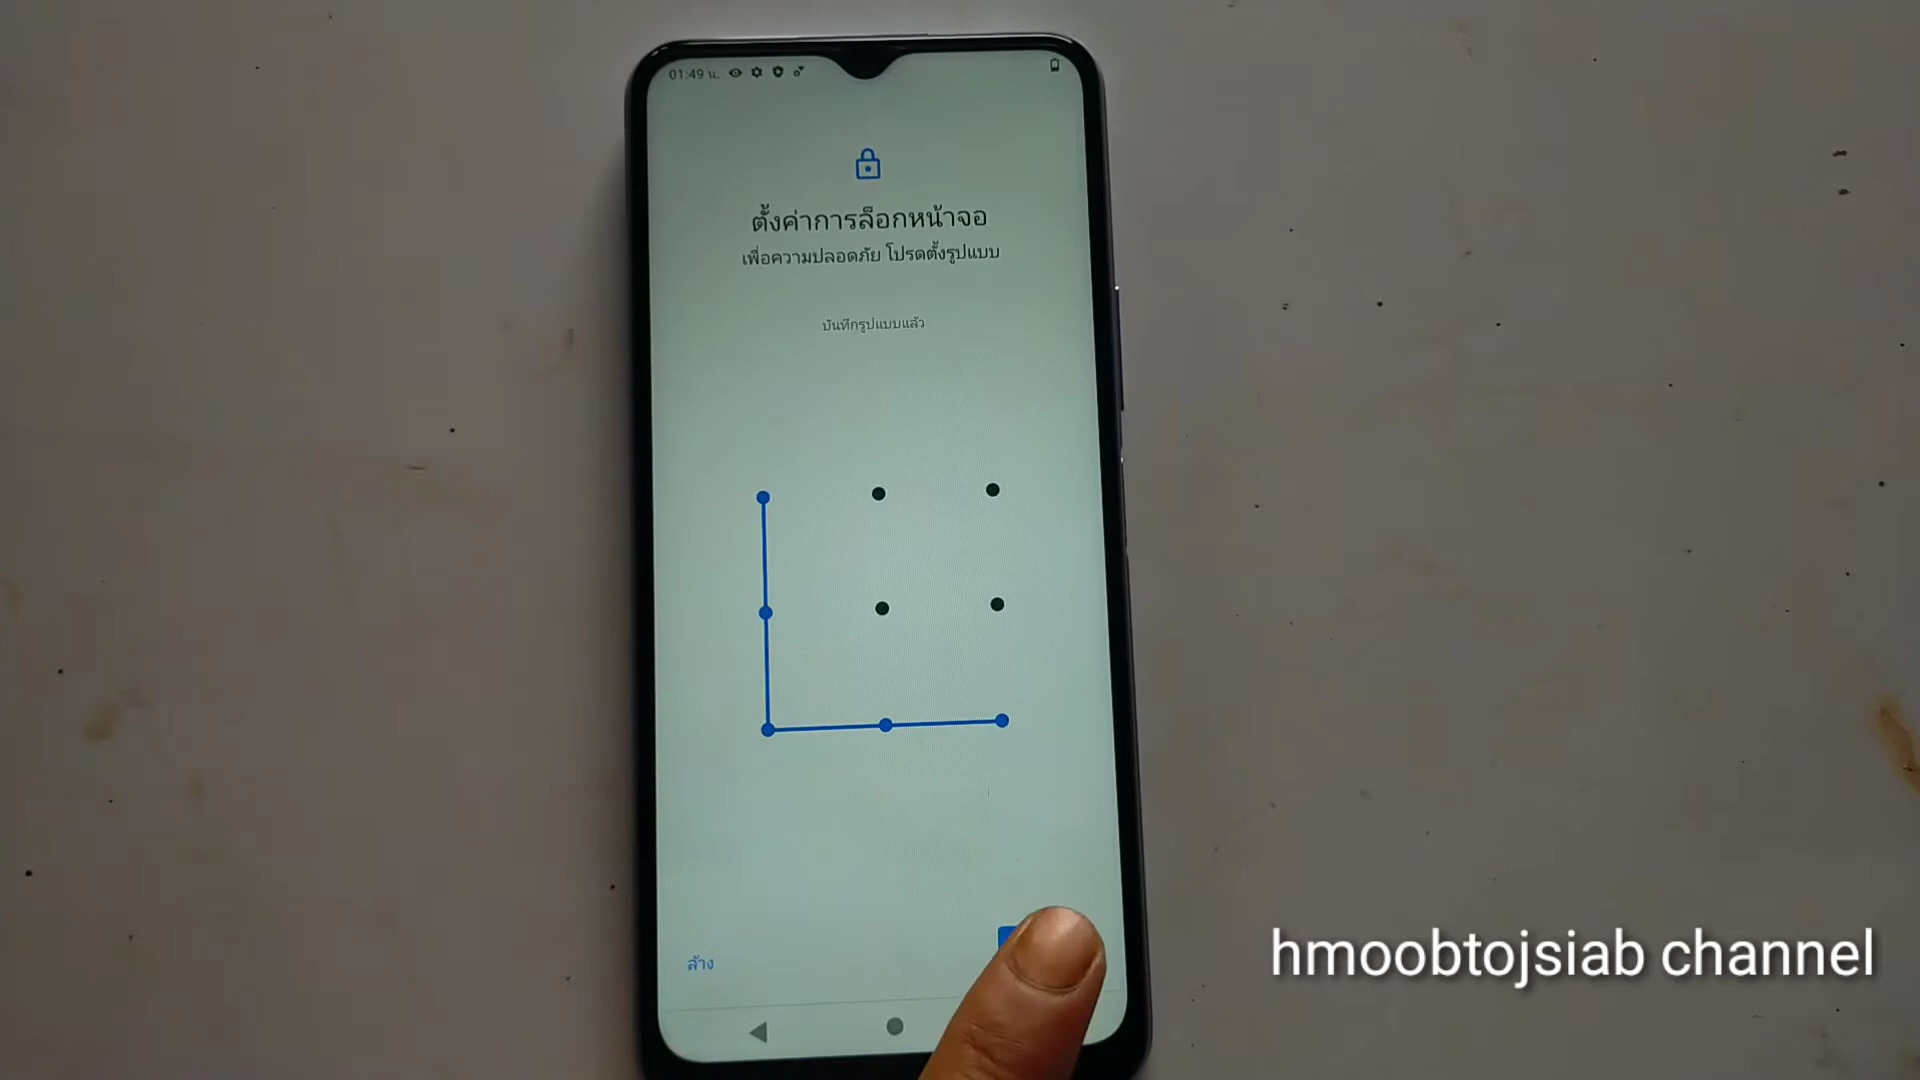 01:49 น.
ตั้งค่าการล็อกหน้าจอ
เพื่อความปลอดภัย โปรดตั้งรูปแบบ
บันทึกรูปแบบแล้ว
ล้าง
hmoobtojsiab channel